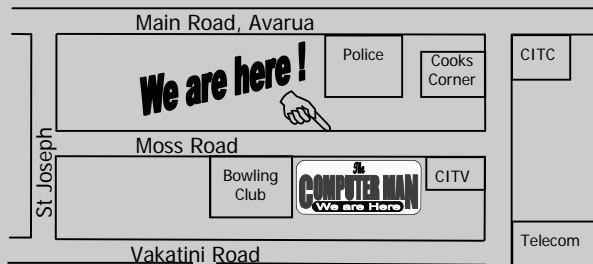 Main Road, Avarua
We are here !
Police
Cooks
Corner
CITC
St Joseph
Moss Road
Bowling
Club
The
COMPUTER MAN
We are Here
CITV
Telecom
Vakatini Road